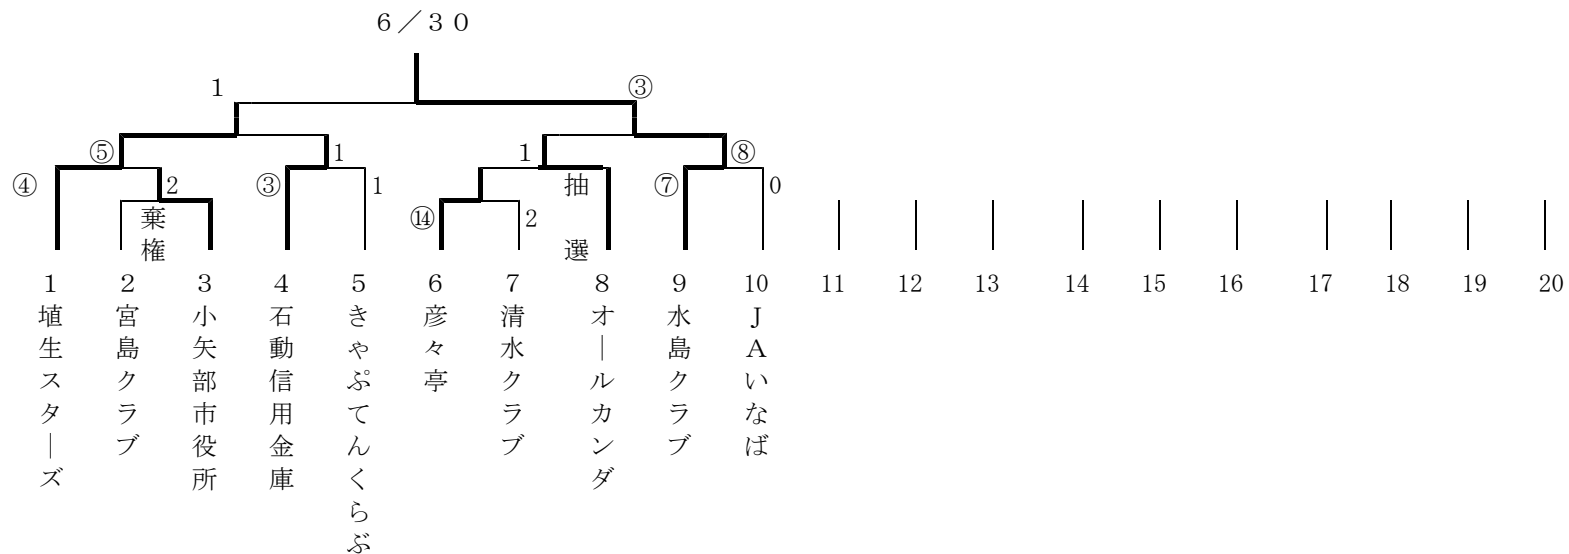 ６／３０
1
③
⑤
1
1
⑧
④
2
③
1
抽
⑦
0
棄
⑭
2
権
選
１
２
３
４
５
６
７
８
９
10
11
12
13
14
15
16
17
18
19
20
埴生スターズ
宮島クラブ
小矢部市役所
石動信用金庫
きゃぷてんくらぶ
彦々亭
清水クラブ
オールカンダ
水島クラブ
ＪＡいなば